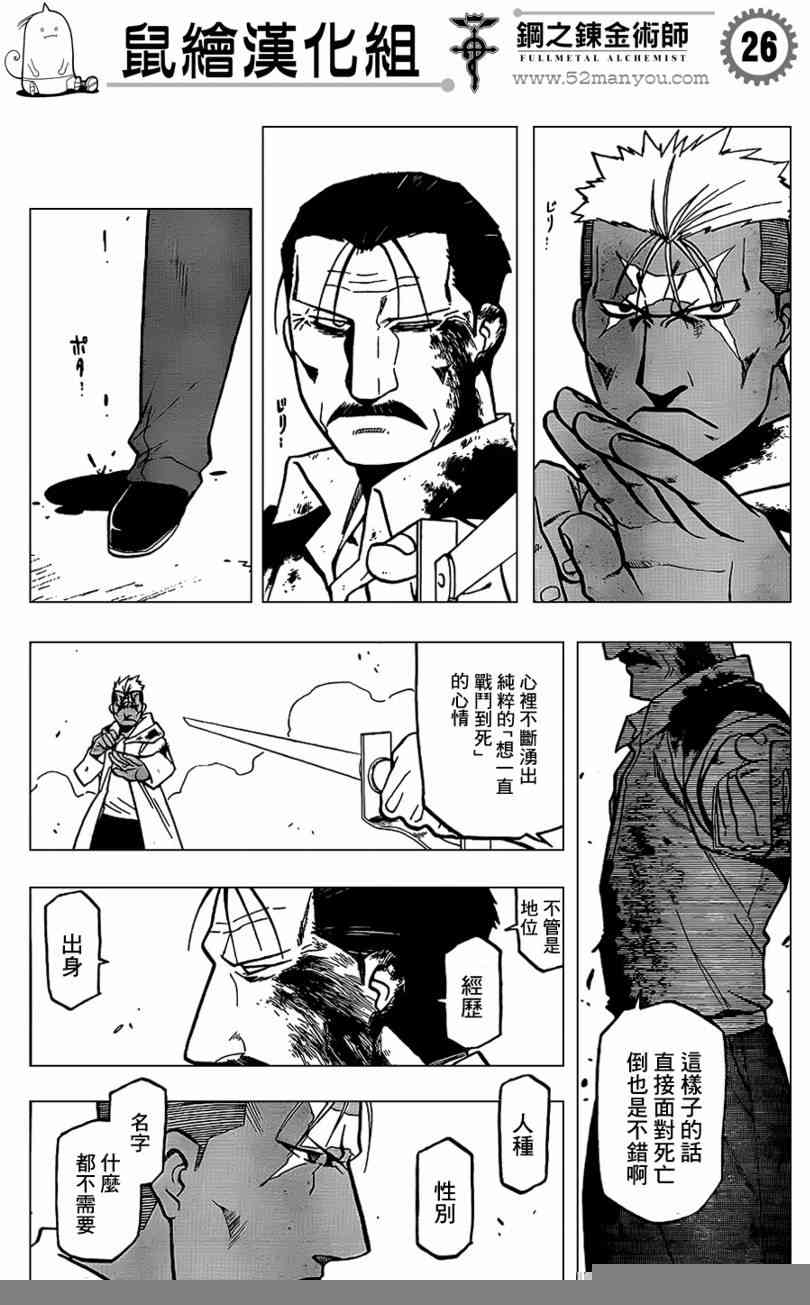 鼠繪漢化組
鋼之鍊金術師
FULLMETAL ALCHEMIST
www.52manyou.com
26
じり!
じり!
ポタ!
心裡不斷湧出
純粹的「想一直
戰鬥到死」
的心情
這樣子的話
直接面對死亡
倒也是不錯啊
不管是
地位
經歷
出身
人種
性別
名字
什麼
都不需要